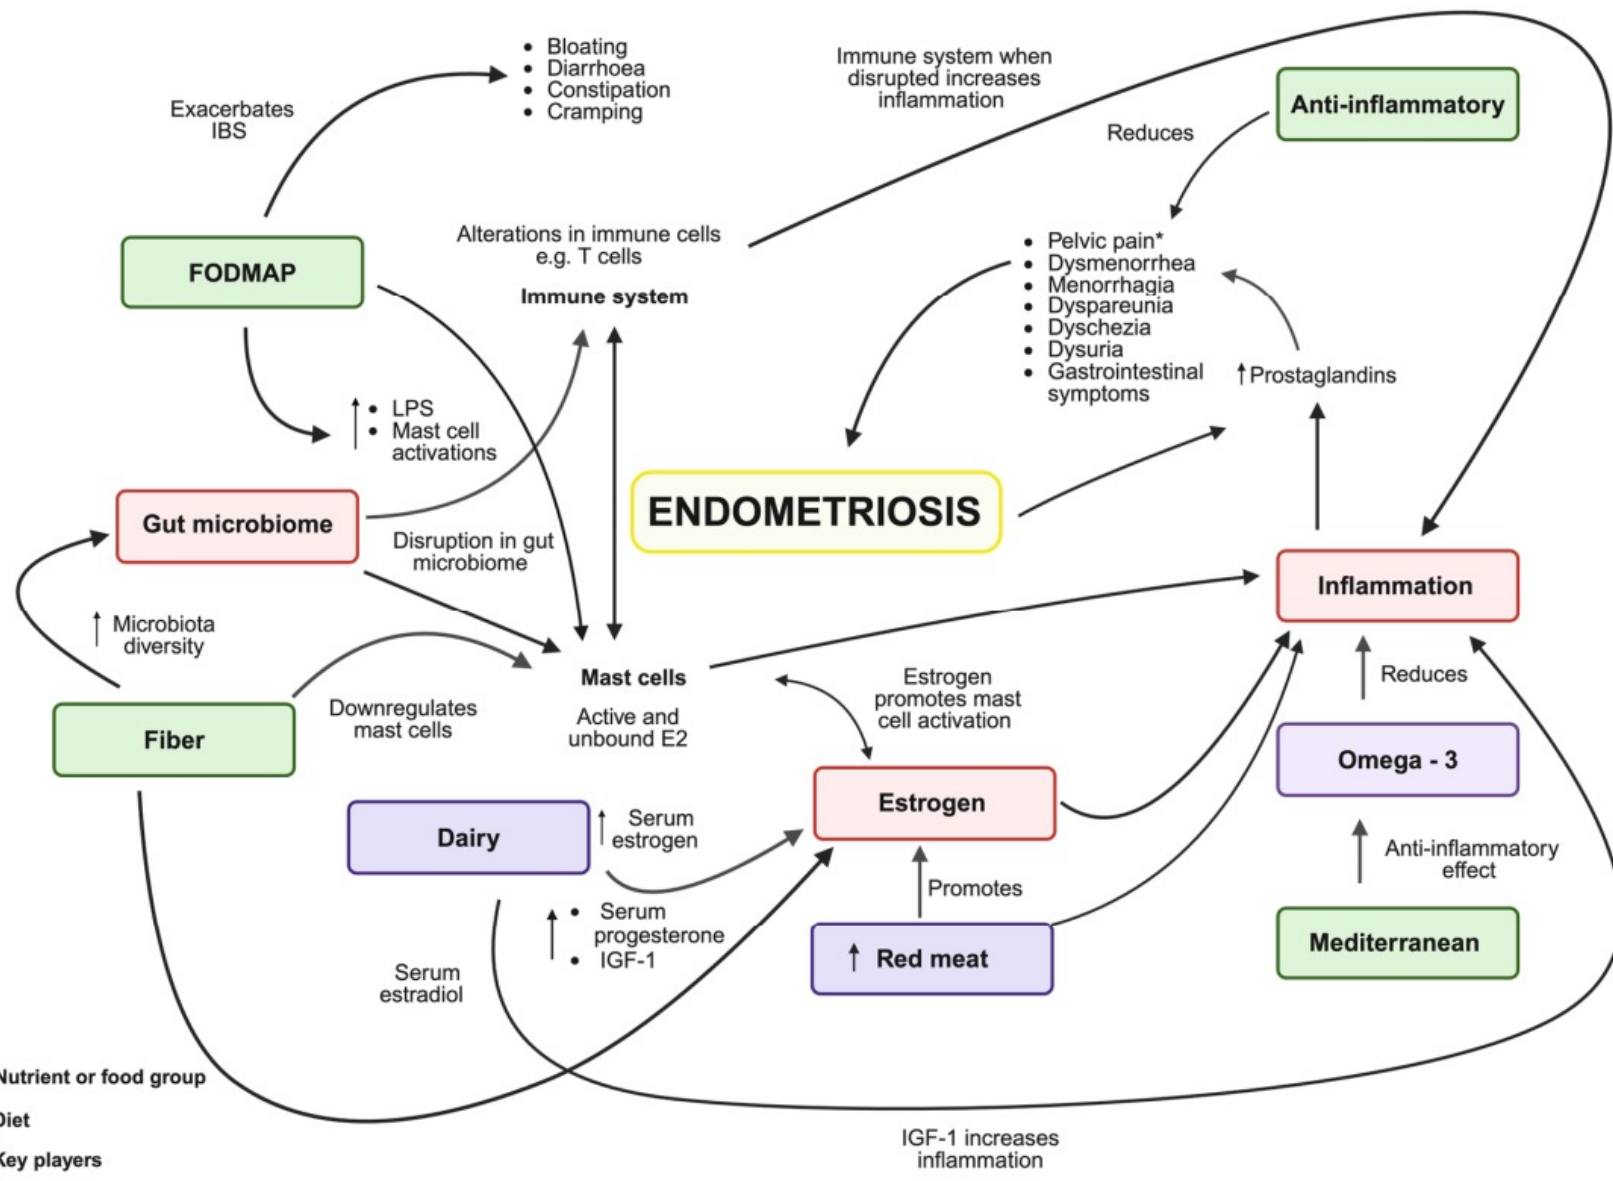 • Bloating
• Diarrhoea
• Constipation
• Cramping
Exacerbates
IBS
Immune system when
disrupted increases
inflammation
Anti-inflammatory
Reduces
FODMAP
Alterations in immune cells
e.g. T cells
Immune system
• Pelvic pain*
• Dysmenorrhea
• Menorrhagia
• Dyspareunia
• Dyschezia
• Dysuria
• Gastrointestinal
symptoms
↑Prostaglandins
↑ • LPS
• Mast cell
activations
Gut microbiome
Disruption in gut
microbiome
ENDOMETRIOSIS
Inflammation
↑ Microbiota
diversity
Fiber
Downregulates
mast cells
Mast cells
Active and
unbound E2
Estrogen
promotes mast
cell activation
Reduces
Omega - 3
Estrogen
Dairy
↑ Serum
estrogen
↑ • Serum
progesterone
• IGF-1
Serum
estradiol
Promotes
↑ Red meat
Anti-inflammatory
effect
Mediterranean
Nutrient or food group
Diet
Key players
IGF-1 increases
inflammation